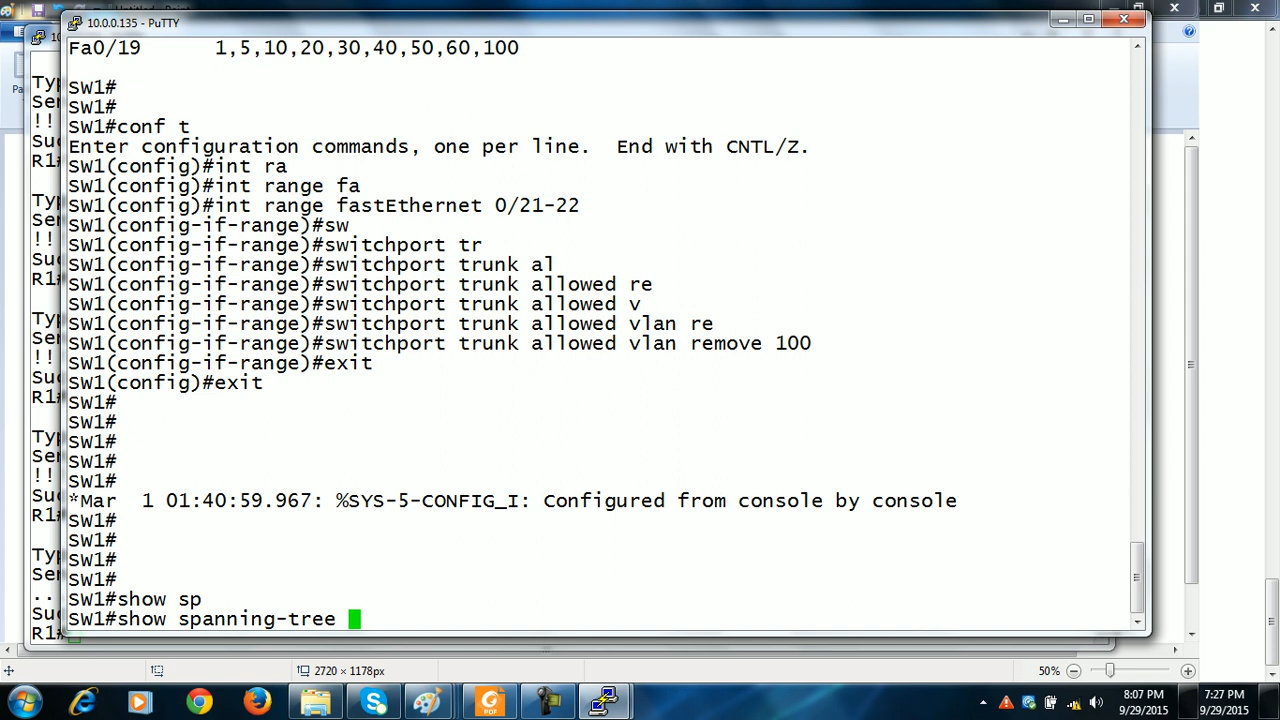 10.0.0.135 - PuTTY
Fa0/19 1,5,10,20,30,40,50,60,100
SW1#
SW1#
SW1#conf t
Enter configuration commands, one per line. End with CNTL/Z.
SW1(config)#int ra
SW1(config)#int range fa
SW1(config)#int range fastEthernet 0/21-22
SW1(config-if-range)#sw
SW1(config-if-range)#switchport tr
SW1(config-if-range)#switchport trunk al
SW1(config-if-range)#switchport trunk allowed re
SW1(config-if-range)#switchport trunk allowed v
SW1(config-if-range)#switchport trunk allowed vlan re
SW1(config-if-range)#switchport trunk allowed vlan remove 100
SW1(config-if-range)#exit
SW1(config)#exit
SW1#
SW1#
SW1#
SW1#
SW1#
*Mar 1 01:40:59.967: %SYS-5-CONFIG_I: Configured from console by console
SW1#
SW1#
SW1#
SW1#
SW1#show sp
SW1#show spanning-tree
2720 × 1178px
50%
PDF
8:07 PM
9/29/2015
7:27 PM
9/29/2015